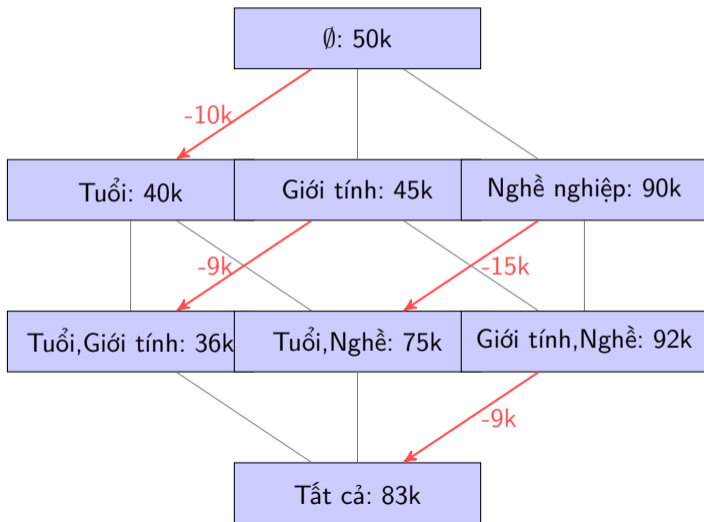 ∅: 50k
-10k
Tuổi: 40k
Giới tính: 45k
Nghề nghiệp: 90k
-9k
-15k
Tuổi,Giới tính: 36k
Tuổi,Nghề: 75k
Giới tính,Nghề: 92k
-9k
Tất cả: 83k